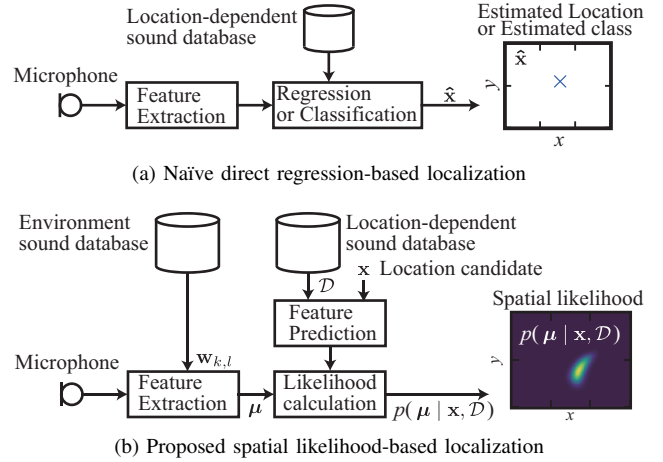 Location-dependent
sound database
Estimated Location
or Estimated class
Microphone
Feature
Extraction
Regression
or Classification
x̂
x̂
y
x
(a) Naïve direct regression-based localization
Environment
sound database
Location-dependent
sound database
𝒟
x Location candidate
Feature
Prediction
Spatial likelihood
p( μ | x, 𝒟)
y
x
Microphone
w_{k,l}
Feature
Extraction
μ
Likelihood
calculation
p( μ | x, 𝒟)
(b) Proposed spatial likelihood-based localization